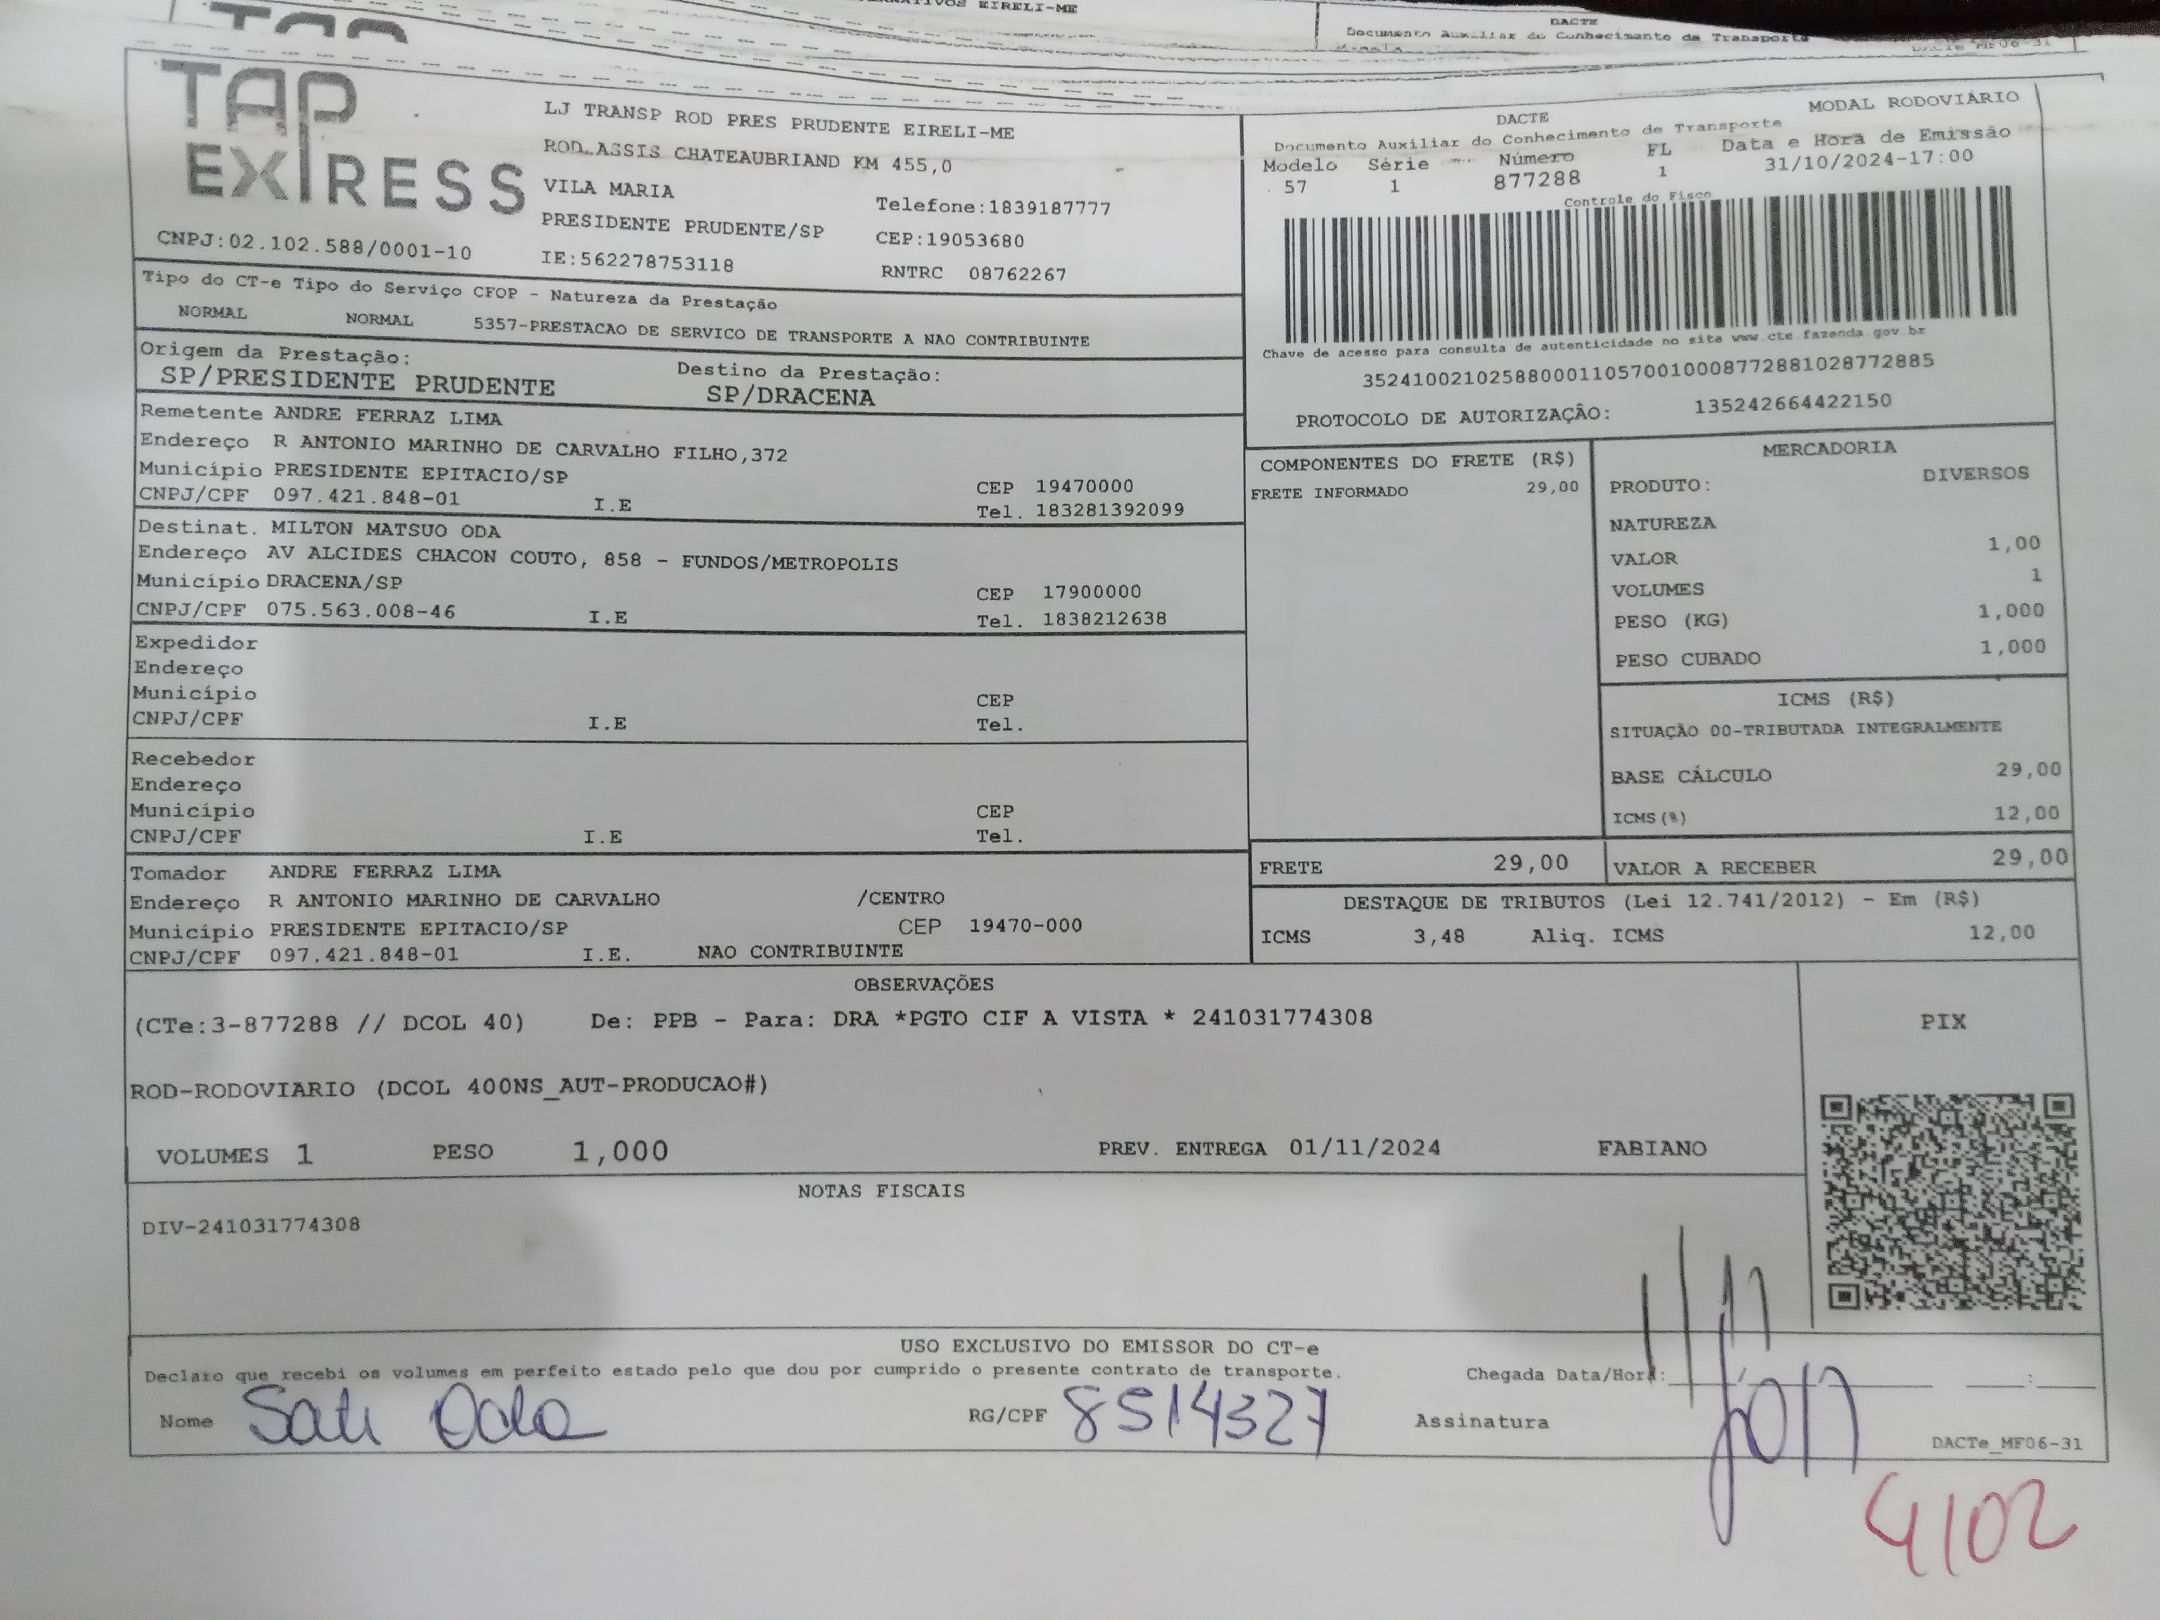 EIRELI-ME
DACTE
Documento Auxiliar do Conhecimento de Transporte
TAP
EXPRESS
CNPJ:02.102.588/0001-10
LJ TRANSP ROD PRES PRUDENTE EIRELI-ME
ROD.ASSIS CHATEAUBRIAND KM 455,0
VILA MARIA
Telefone:1839187777
PRESIDENTE PRUDENTE/SP
CEP:19053680
IE:562278753118
RNTRC 08762267
DACTE
MODAL RODOVIÁRIO
Documento Auxiliar do Conhecimento de Transporte
Modelo Série Número FL Data e Hora de Emissão
57 1 877288 1 31/10/2024-17:00
Controle do Fisco
Chave de acesso para consulta de autenticidade no site www.cte.fazenda.gov.br
35241002102588000110570010008772881028772885
PROTOCOLO DE AUTORIZAÇÃO: 135242664422150
Tipo do CT-e Tipo do Serviço CFOP - Natureza da Prestação
NORMAL NORMAL 5357-PRESTACAO DE SERVICO DE TRANSPORTE A NAO CONTRIBUINTE
Origem da Prestação: Destino da Prestação:
SP/PRESIDENTE PRUDENTE SP/DRACENA
Remetente ANDRE FERRAZ LIMA
Endereço R ANTONIO MARINHO DE CARVALHO FILHO,372
Município PRESIDENTE EPITACIO/SP CEP 19470000
CNPJ/CPF 097.421.848-01 I.E Tel. 183281392099
Destinat. MILTON MATSUO ODA
Endereço AV ALCIDES CHACON COUTO, 858 - FUNDOS/METROPOLIS
Município DRACENA/SP CEP 17900000
CNPJ/CPF 075.563.008-46 I.E Tel. 1838212638
Expedidor
Endereço
Município CEP
CNPJ/CPF I.E Tel.
Recebedor
Endereço
Município CEP
CNPJ/CPF I.E Tel.
Tomador ANDRE FERRAZ LIMA
Endereço R ANTONIO MARINHO DE CARVALHO /CENTRO
Município PRESIDENTE EPITACIO/SP CEP 19470-000
CNPJ/CPF 097.421.848-01 I.E. NAO CONTRIBUINTE
COMPONENTES DO FRETE (R$)
FRETE INFORMADO 29,00
MERCADORIA
PRODUTO: DIVERSOS
NATUREZA
VALOR 1,00
VOLUMES 1
PESO (KG) 1,000
PESO CUBADO 1,000
ICMS (R$)
SITUAÇÃO 00-TRIBUTADA INTEGRALMENTE
BASE CÁLCULO 29,00
ICMS(%) 12,00
FRETE 29,00 VALOR A RECEBER 29,00
DESTAQUE DE TRIBUTOS (Lei 12.741/2012) - Em (R$)
ICMS 3,48 Aliq. ICMS 12,00
OBSERVAÇÕES
(CTe:3-877288 // DCOL 40) De: PPB - Para: DRA *PGTO CIF A VISTA * 241031774308
ROD-RODOVIARIO (DCOL 400NS_AUT-PRODUCAO#)
VOLUMES 1 PESO 1,000 PREV. ENTREGA 01/11/2024 FABIANO
PIX
NOTAS FISCAIS
DIV-241031774308
USO EXCLUSIVO DO EMISSOR DO CT-e
Declaro que recebi os volumes em perfeito estado pelo que dou por cumprido o presente contrato de transporte.
Chegada Data/Hora:
Nome Sati Oda RG/CPF 8514327 Assinatura
DACTe_MF06-31
4102